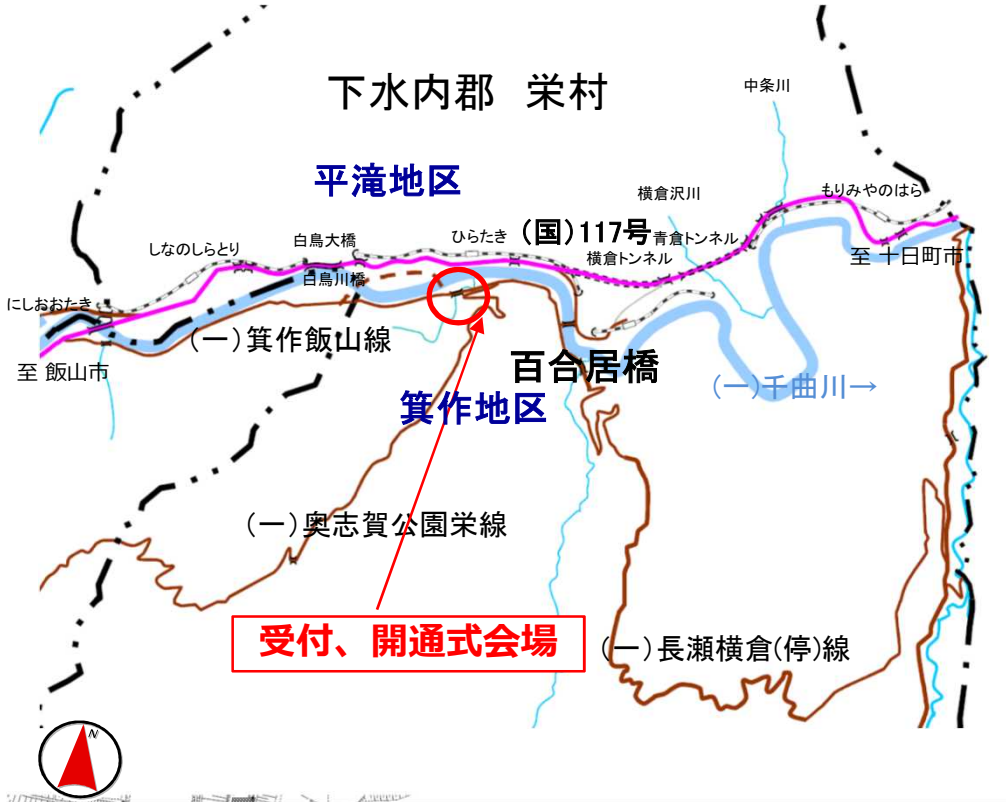 下水内郡　栄村
中条川
平滝地区
横倉沢川
もりみやのはら
ひらたき
(国)117号
青倉トンネル
しなのしらとり
白鳥大橋
横倉トンネル
至 十日町市
白鳥川橋
にしおおたき
(一)箕作飯山線
百合居橋
至 飯山市
(一)千曲川→
箕作地区
(一)奥志賀公園栄線
受付、開通式会場
(一)長瀬横倉(停)線
N